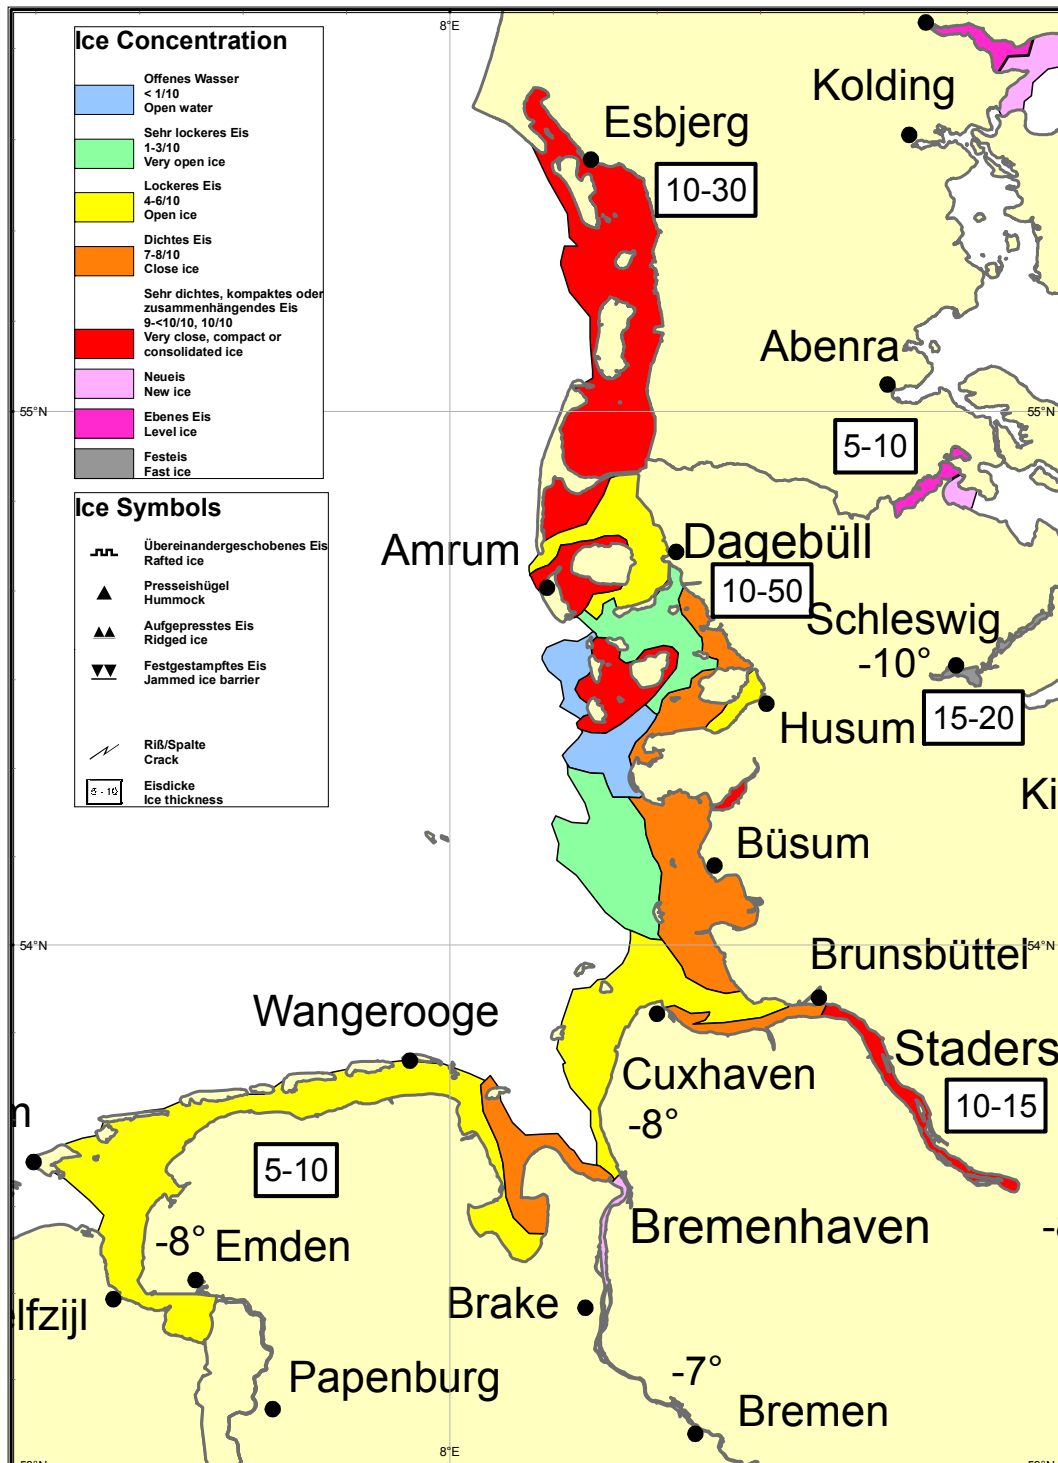 8°E
Ice Concentration
Offenes Wasser
< 1/10
Open water
Sehr lockeres Eis
1-3/10
Very open ice
Lockeres Eis
4-6/10
Open ice
Dichtes Eis
7-8/10
Close ice
Sehr dichtes, kompaktes oder
zusammenhängendes Eis
9-<10/10, 10/10
Very close, compact or
consolidated ice
Neueis
New ice
Ebenes Eis
Level ice
Festeis
Fast ice
Ice Symbols
Übereinandergeschobenes Eis
Rafted ice
Presseishügel
Hummock
Aufgepresstes Eis
Ridged ice
Festgestampftes Eis
Jammed ice barrier
Riß/Spalte
Crack
5 - 10
Eisdicke
Ice thickness
Kolding
Esbjerg
10-30
Abenra
55°N
55°N
5-10
Amrum
Dagebüll
10-50
Schleswig
-10°
Husum
15-20
Ki
Büsum
54°N
54°N
Brunsbüttel
Wangerooge
Cuxhaven
Staders
-8°
10-15
m
5-10
Bremenhaven
-8°
Emden
Brake
elfzijl
Papenburg
-7°
Bremen
8°E